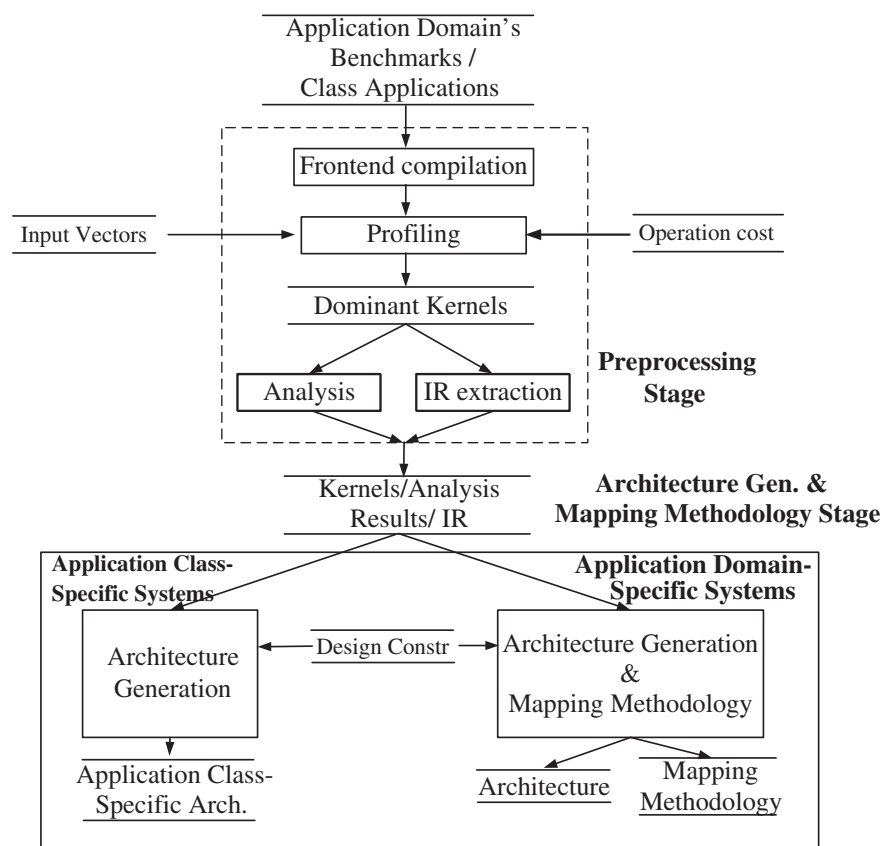 Application Domain's
Benchmarks /
Class Applications
Frontend compilation
Input Vectors
Profiling
Operation cost
Dominant Kernels
Preprocessing
Stage
Analysis
IR extraction
Kernels/Analysis
Results/ IR
Architecture Gen. &
Mapping Methodology Stage
Application Class-
Specific Systems
Application Domain-
Specific Systems
Architecture
Generation
Design Constr
Architecture Generation
&
Mapping Methodology
Application Class-
Specific Arch.
Architecture
Mapping
Methodology